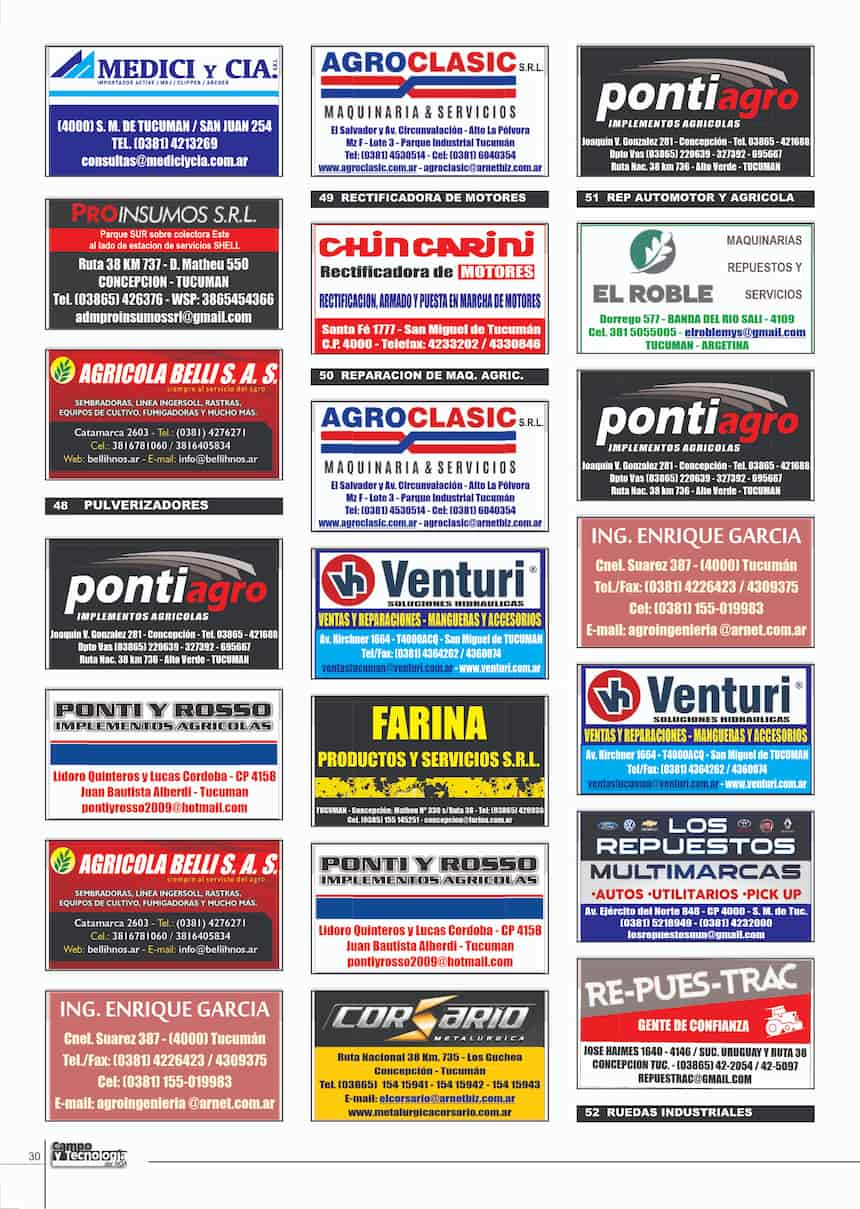 MEDICI Y CIA. S.R.L.
IMPORTADOR ACTIVE / MBJ / CLIPPER / ARCHER
(4000) S. M. DE TUCUMAN / SAN JUAN 254
TEL. (0381) 4213269
consultas@mediciycia.com.ar
PROINSUMOS S.R.L.
Parque SUR sobre colectora Este
al lado de estacion de servicios SHELL
Ruta 38 KM 737 - D. Matheu 550
CONCEPCION - TUCUMAN
Tel. (03865) 426376 - WSP: 3865454366
admproinsumossrl@gmail.com
AGRICOLA BELLI S. A. S.
siempre al servicio del agro
SEMBRADORAS, LINEA INGERSOLL, RASTRAS,
EQUIPOS DE CULTIVO, FUMIGADORAS Y MUCHO MAS.
Catamarca 2603 - Tel.: (0381) 4276271
Cel.: 3816781060 / 3816405834
Web: bellihnos.ar - E-mail: info@bellihnos.ar
48 PULVERIZADORES
pontiagro
IMPLEMENTOS AGRICOLAS
Joaquin V. Gonzalez 281 - Concepción - Tel. 03865 - 421688
Dpto Vas (03865) 220639 - 327392 - 695667
Ruta Nac. 38 km 736 - Alto Verde - TUCUMAN
PONTI Y ROSSO
IMPLEMENTOS AGRICOLAS
Lidoro Quinteros y Lucas Cordoba - CP 4158
Juan Bautista Alberdi - Tucuman
pontiyrosso2009@hotmail.com
AGRICOLA BELLI S. A. S.
siempre al servicio del agro
SEMBRADORAS, LINEA INGERSOLL, RASTRAS,
EQUIPOS DE CULTIVO, FUMIGADORAS Y MUCHO MAS.
Catamarca 2603 - Tel.: (0381) 4276271
Cel.: 3816781060 / 3816405834
Web: bellihnos.ar - E-mail: info@bellihnos.ar
ING. ENRIQUE GARCIA
Cnel. Suarez 387 - (4000) Tucumán
Tel./Fax: (0381) 4226423 / 4309375
Cel: (0381) 155-019983
E-mail: agroingenieria @arnet.com.ar
AGROCLASIC S.R.L.
MAQUINARIA & SERVICIOS
El Salvador y Av. Circunvalación - Alto La Pólvora
Mz F - Lote 3 - Parque Industrial Tucumán
Tel: (0381) 4530514 - Cel: (0381) 6040354
www.agroclasic.com.ar - agroclasic@arnetbiz.com.ar
49 RECTIFICADORA DE MOTORES
CHINCARINI
Rectificadora de MOTORES
RECTIFICACION, ARMADO Y PUESTA EN MARCHA DE MOTORES
Santa Fé 1777 - San Miguel de Tucumán
C.P. 4000 - Telefax: 4233202 / 4330846
50 REPARACION DE MAQ. AGRIC.
AGROCLASIC S.R.L.
MAQUINARIA & SERVICIOS
El Salvador y Av. Circunvalación - Alto La Pólvora
Mz F - Lote 3 - Parque Industrial Tucumán
Tel: (0381) 4530514 - Cel: (0381) 6040354
www.agroclasic.com.ar - agroclasic@arnetbiz.com.ar
vh Venturi ®
SOLUCIONES HIDRAULICAS
VENTAS Y REPARACIONES - MANGUERAS Y ACCESORIOS
Av. Kirchner 1664 - T4000ACQ - San Miguel de TUCUMAN
Tel/Fax: (0381) 4364262 / 4360874
ventastucuman@venturi.com.ar - www.venturi.com.ar
FARINA
PRODUCTOS Y SERVICIOS S.R.L.
TUCUMAN - Concepción: Matheu Nº 330 s/Ruta 38 - Tel: (03865) 426936
Cel. (0385) 155 145251 - concepcion@farina.com.ar
PONTI Y ROSSO
IMPLEMENTOS AGRICOLAS
Lidoro Quinteros y Lucas Cordoba - CP 4158
Juan Bautista Alberdi - Tucuman
pontiyrosso2009@hotmail.com
CORSARIO
METALURGICA
Ruta Nacional 38 Km. 735 - Los Guchea
Concepción - Tucumán
Tel. (03865) 154 15941 - 154 15942 - 154 15943
E-mail: elcorsario@arnetbiz.com.ar
www.metalurgicacorsario.com.ar
pontiagro
IMPLEMENTOS AGRICOLAS
Joaquin V. Gonzalez 281 - Concepción - Tel. 03865 - 421688
Dpto Vas (03865) 220639 - 327392 - 695667
Ruta Nac. 38 km 736 - Alto Verde - TUCUMAN
51 REP AUTOMOTOR Y AGRICOLA
EL ROBLE
MAQUINARIAS
REPUESTOS Y
SERVICIOS
Dorrego 577 - BANDA DEL RIO SALI - 4109
Cel. 381 5055005 - elroblemys@gmail.com
TUCUMAN - ARGETINA
pontiagro
IMPLEMENTOS AGRICOLAS
Joaquin V. Gonzalez 281 - Concepción - Tel. 03865 - 421688
Dpto Vas (03865) 220639 - 327392 - 695667
Ruta Nac. 38 km 736 - Alto Verde - TUCUMAN
ING. ENRIQUE GARCIA
Cnel. Suarez 387 - (4000) Tucumán
Tel./Fax: (0381) 4226423 / 4309375
Cel: (0381) 155-019983
E-mail: agroingenieria @arnet.com.ar
vh Venturi ®
SOLUCIONES HIDRAULICAS
VENTAS Y REPARACIONES - MANGUERAS Y ACCESORIOS
Av. Kirchner 1664 - T4000ACQ - San Miguel de TUCUMAN
Tel/Fax: (0381) 4364262 / 4360874
ventastucuman@venturi.com.ar - www.venturi.com.ar
LOS
REPUESTOS
MULTIMARCAS
•AUTOS •UTILITARIOS •PICK UP
Av. Ejército del Norte 848 - CP 4000 - S. M. de Tuc.
(0381) 5218949 - (0381) 4232000
losrepuestosmm@gmail.com
RE-PUES-TRAC
GENTE DE CONFIANZA
JOSE HAIMES 1640 - 4146 / SUC. URUGUAY Y RUTA 38
CONCEPCION TUC. - (03865) 42-2054 / 42-5097
REPUESTRAC@GMAIL.COM
52 RUEDAS INDUSTRIALES
30
Campo
y Tecnología
del NOA